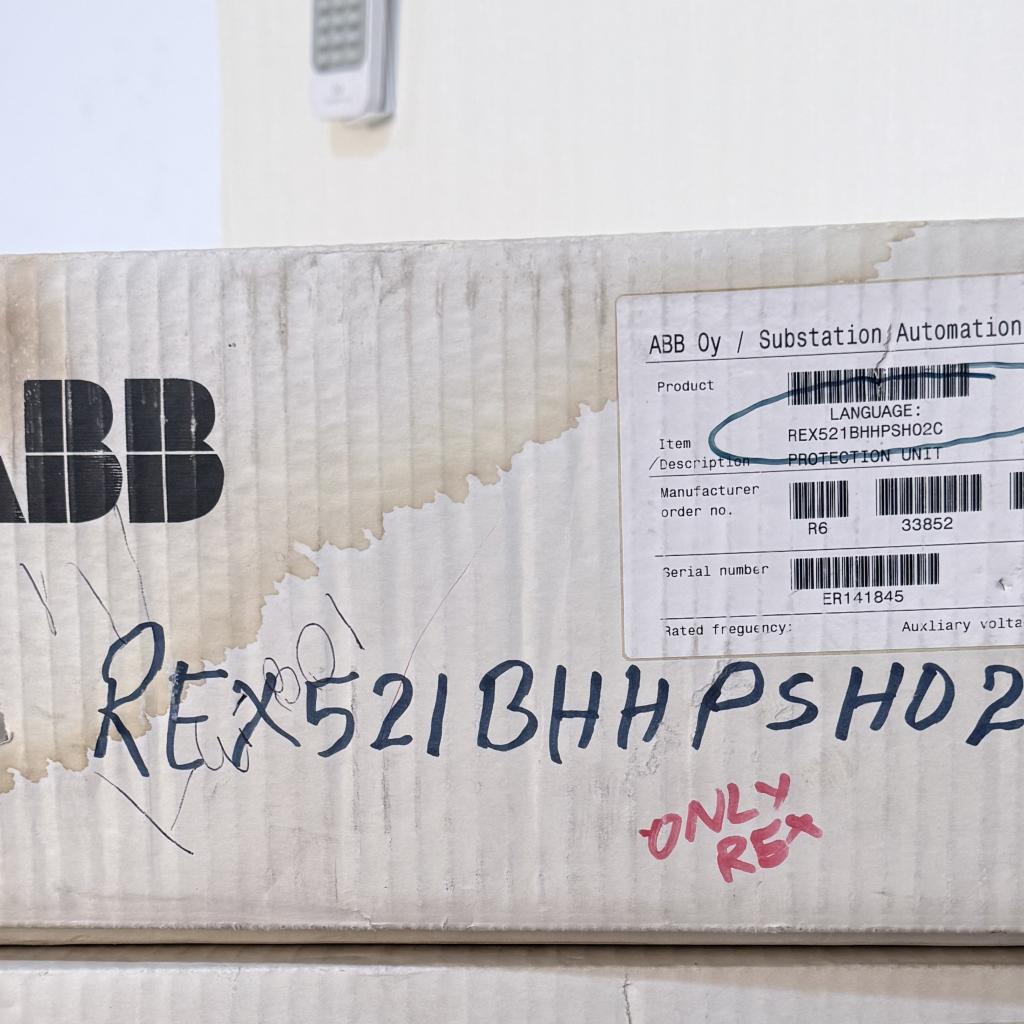 ABB
ABB Oy / Substation Automation
Product
LANGUAGE:
REX521BHHPSH02C
Item
/Description
PROTECTION UNIT
Manufacturer
order no.
R6
33852
Serial number
ER141845
Rated freguency:
Auxliary volta
REX521BHHPSH02
ONLY
REX